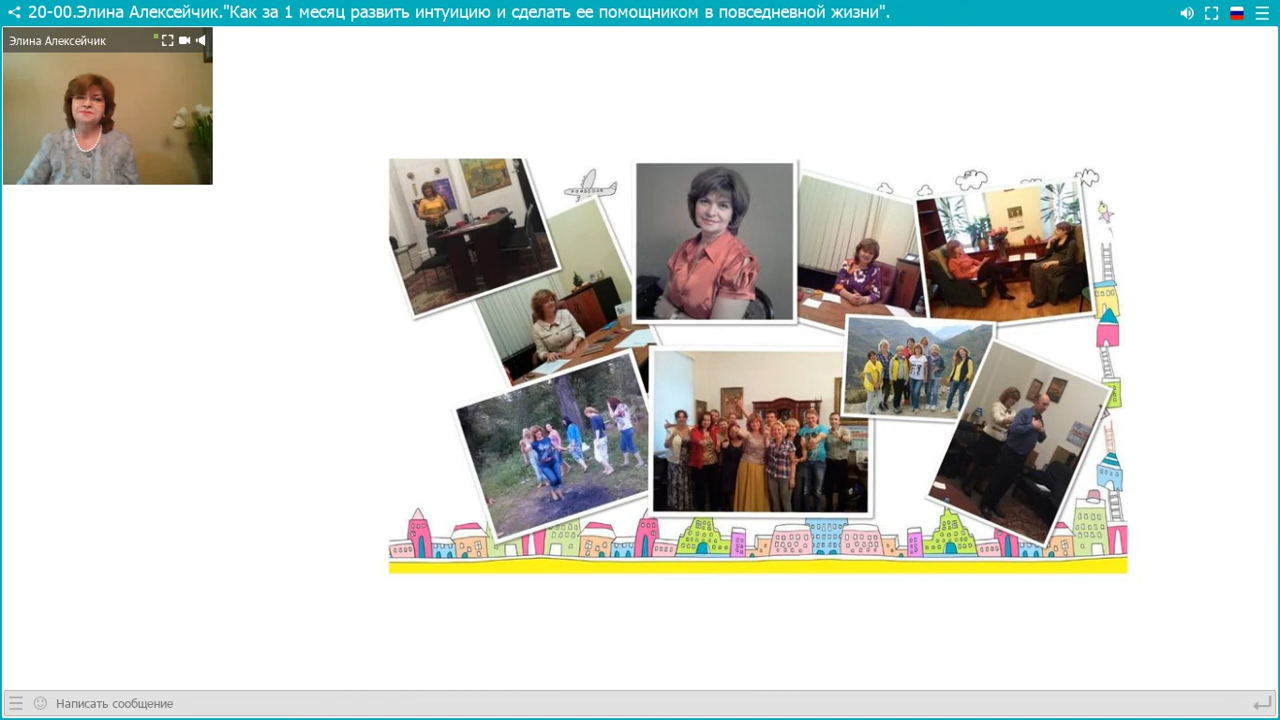 20-00.Элина Алексейчик."Как за 1 месяц развить интуицию и сделать ее помощником в повседневной жизни".
Элина Алексейчик
Написать сообщение